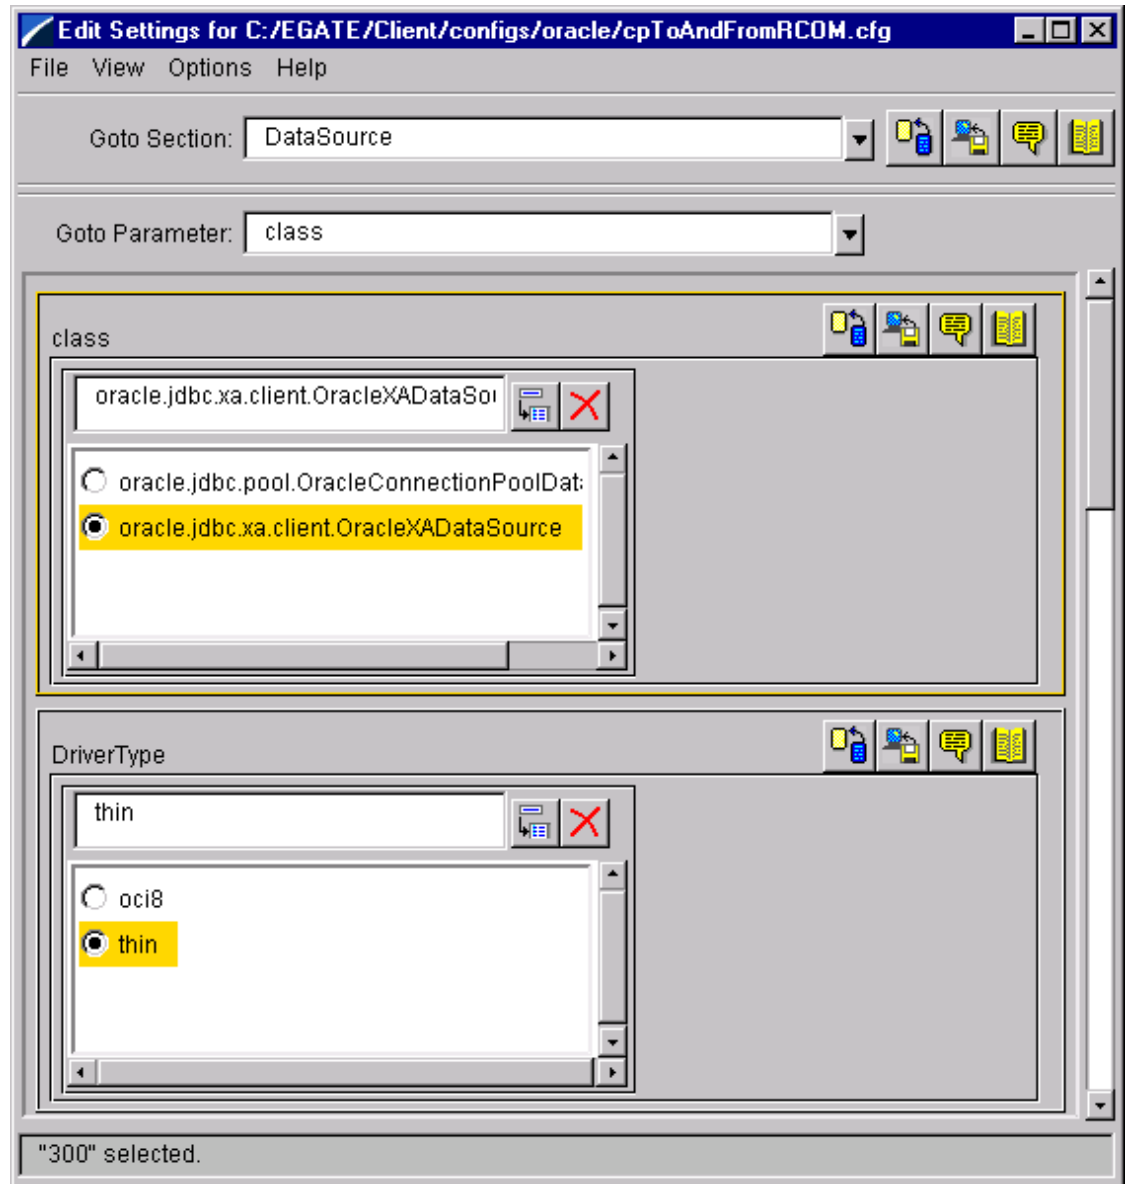 Edit Settings for C:/EGATE/Client/configs/oracle/cpToAndFromRCOM.cfg
File View Options Help
Goto Section: DataSource
Goto Parameter: class
class
oracle.jdbc.xa.client.OracleXADataSou
oracle.jdbc.pool.OracleConnectionPoolData
oracle.jdbc.xa.client.OracleXADataSource
DriverType
thin
oci8
thin
"300" selected.